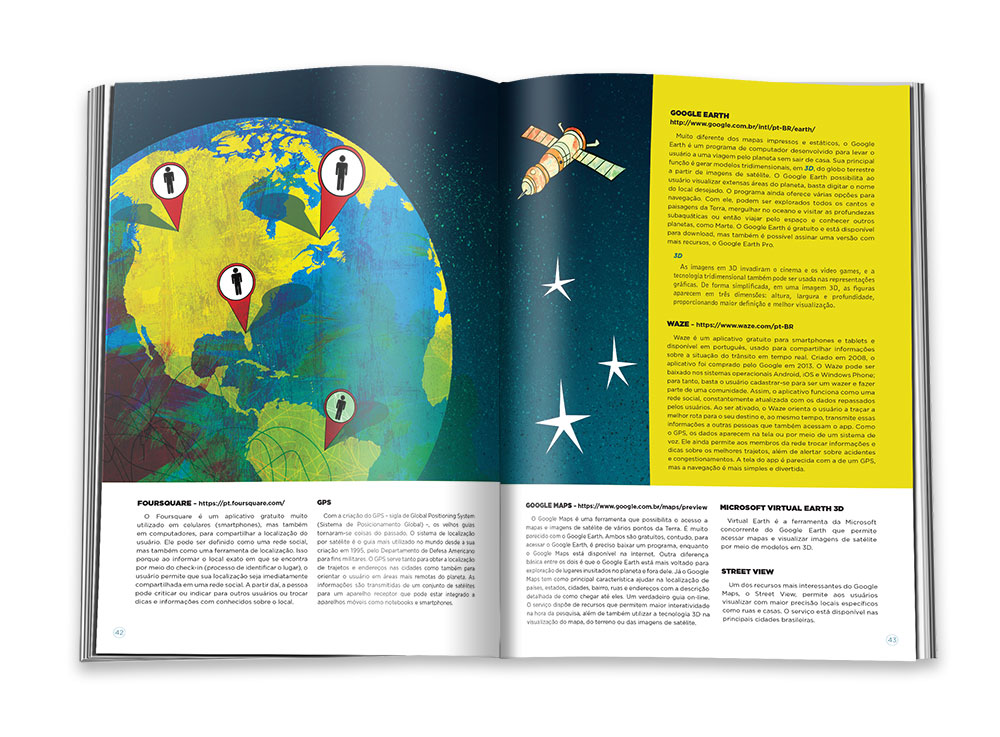 FOURSQUARE – https://pt.foursquare.com/
O Foursquare é um aplicativo gratuito muito
utilizado em celulares (smartphones), mas também
em computadores, para compartilhar a localização do
usuário. Ele pode ser definido como uma rede social,
mas também como uma ferramenta de localização. Isso
porque ao informar o local exato em que se encontra
por meio do check-in (processo de identificar o lugar), o
usuário permite que sua localização seja imediatamente
compartilhada em uma rede social. A partir daí, a pessoa
pode criticar ou indicar para outros usuários ou trocar
dicas e informações com conhecidos sobre o local.
GPS
Com a criação do GPS – sigla de Global Positioning System
(Sistema de Posicionamento Global) –, os velhos guias
tornaram-se coisas do passado. O sistema de localização
por satélite é o guia mais utilizado no mundo desde a sua
criação em 1995, pelo Departamento de Defesa Americano
para fins militares. O GPS serve tanto para obter a localização
de trajetos e endereços nas cidades como também para
orientar o usuário em áreas mais remotas do planeta. As
informações são transmitidas de um conjunto de satélites
para um aparelho receptor que pode estar integrado a
aparelhos móveis como notebooks e smartphones.
42
GOOGLE EARTH
http://www.google.com.br/intl/pt-BR/earth/
Muito diferente dos mapas impressos e estáticos, o Google
Earth é um programa de computador desenvolvido para levar o
usuário a uma viagem pelo planeta sem sair de casa. Sua principal
função é gerar modelos tridimensionais, em 3D, do globo terrestre
a partir de imagens de satélite. O Google Earth possibilita ao
usuário visualizar extensas áreas do planeta, basta digitar o nome
do local desejado. O programa ainda oferece várias opções para
navegação. Com ele, podem ser explorados todos os cantos e
paisagens da Terra, mergulhar no oceano e visitar as profundezas
subaquáticas ou então viajar pelo espaço e conhecer outros
planetas, como Marte. O Google Earth é gratuito e está disponível
para download, mas também é possível assinar uma versão com
mais recursos, o Google Earth Pro.
3D
As imagens em 3D invadiram o cinema e os vídeo games, e a
tecnologia tridimensional também pode ser usada nas representações
gráficas. De forma simplificada, em uma imagem 3D, as figuras
aparecem em três dimensões: altura, largura e profundidade,
proporcionando maior definição e melhor visualização.
WAZE – https://www.waze.com/pt-BR
Waze é um aplicativo gratuito para smartphones e tablets e
disponível em português, usado para compartilhar informações
sobre a situação do trânsito em tempo real. Criado em 2008, o
aplicativo foi comprado pelo Google em 2013. O Waze pode ser
baixado nos sistemas operacionais Android, iOS e Windows Phone;
para tanto, basta o usuário cadastrar-se para ser um wazer e fazer
parte de uma comunidade. Assim, o aplicativo funciona como uma
rede social, constantemente atualizada com os dados repassados
pelos usuários. Ao ser ativado, o Waze orienta o usuário a traçar a
melhor rota para o seu destino e, ao mesmo tempo, transmite essas
informações a outras pessoas que também acessam o app. Como
o GPS, os dados aparecem na tela ou por meio de um sistema de
voz. Ele ainda permite aos membros da rede trocar informações e
dicas sobre os melhores trajetos, além de alertar sobre acidentes
e congestionamentos. A tela do app é parecida com a de um GPS,
mas a navegação é mais simples e divertida.
GOOGLE MAPS – https://www.google.com.br/maps/preview
O Google Maps é uma ferramenta que possibilita o acesso a
mapas e imagens de satélite de vários pontos da Terra. É muito
parecido com o Google Earth. Ambos são gratuitos, contudo, para
acessar o Google Earth, é preciso baixar um programa, enquanto
o Google Maps está disponível na internet. Outra diferença
básica entre os dois é que o Google Earth está mais voltado para
exploração de lugares inusitados no planeta e fora dele. Já o Google
Maps tem como principal característica ajudar na localização de
países, estados, cidades, bairro, ruas e endereços com a descrição
detalhada de como chegar até eles. Um verdadeiro guia on-line.
O serviço dispõe de recursos que permitem maior interatividade
na hora da pesquisa, além de também utilizar a tecnologia 3D na
visualização do mapa, do terreno ou das imagens de satélite.
MICROSOFT VIRTUAL EARTH 3D
Virtual Earth é a ferramenta da Microsoft
concorrente do Google Earth que permite
acessar mapas e visualizar imagens de satélite
por meio de modelos em 3D.
STREET VIEW
Um dos recursos mais interessantes do Google
Maps, o Street View, permite aos usuários
visualizar com maior precisão locais específicos
como ruas e casas. O serviço está disponível nas
principais cidades brasileiras.
43